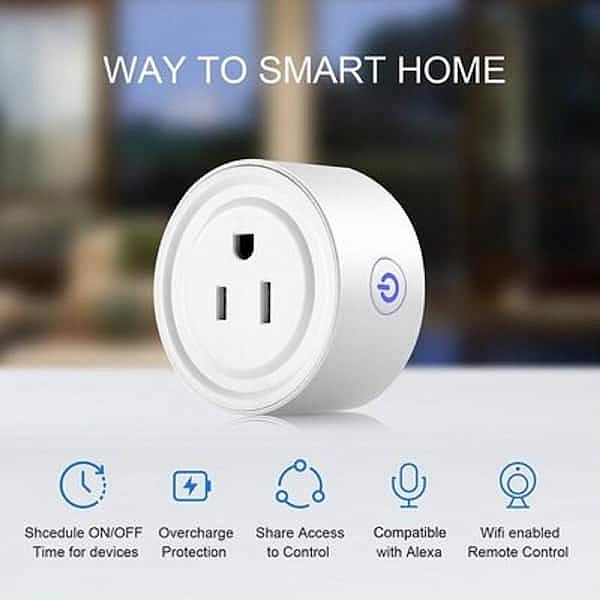 WAY TO SMART HOME
Shcedule ON/OFF
Time for devices
Overcharge
Protection
Share Access
to Control
Compatible
with Alexa
Wifi enabled
Remote Control